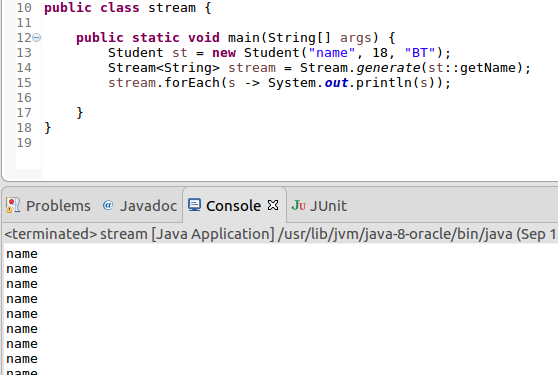 10 public class stream {
11
12 public static void main(String[] args) {
13 Student st = new Student("name", 18, "BT");
14 Stream<String> stream = Stream.generate(st::getName);
15 stream.forEach(s -> System.out.println(s));
16
17 }
18 }
19
Problems @ Javadoc Console JU JUnit
<terminated> stream [Java Application] /usr/lib/jvm/java-8-oracle/bin/java (Sep 1
name
name
name
name
name
name
name
name
name